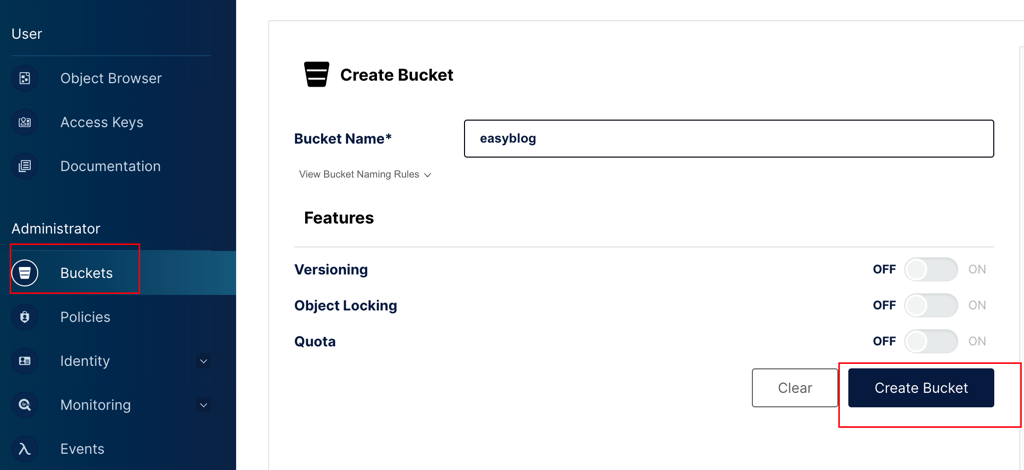 User
Object Browser
Access Keys
Documentation
Administrator
Buckets
Policies
Identity
Monitoring
Events
Create Bucket
Bucket Name*
easyblog
View Bucket Naming Rules
Features
Versioning
OFF ON
Object Locking
OFF ON
Quota
OFF ON
Clear
Create Bucket